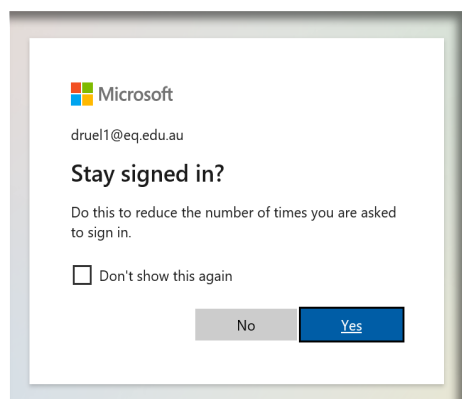 Microsoft
druel1@eq.edu.au
Stay signed in?
Do this to reduce the number of times you are asked
to sign in.
Don't show this again
No
Yes